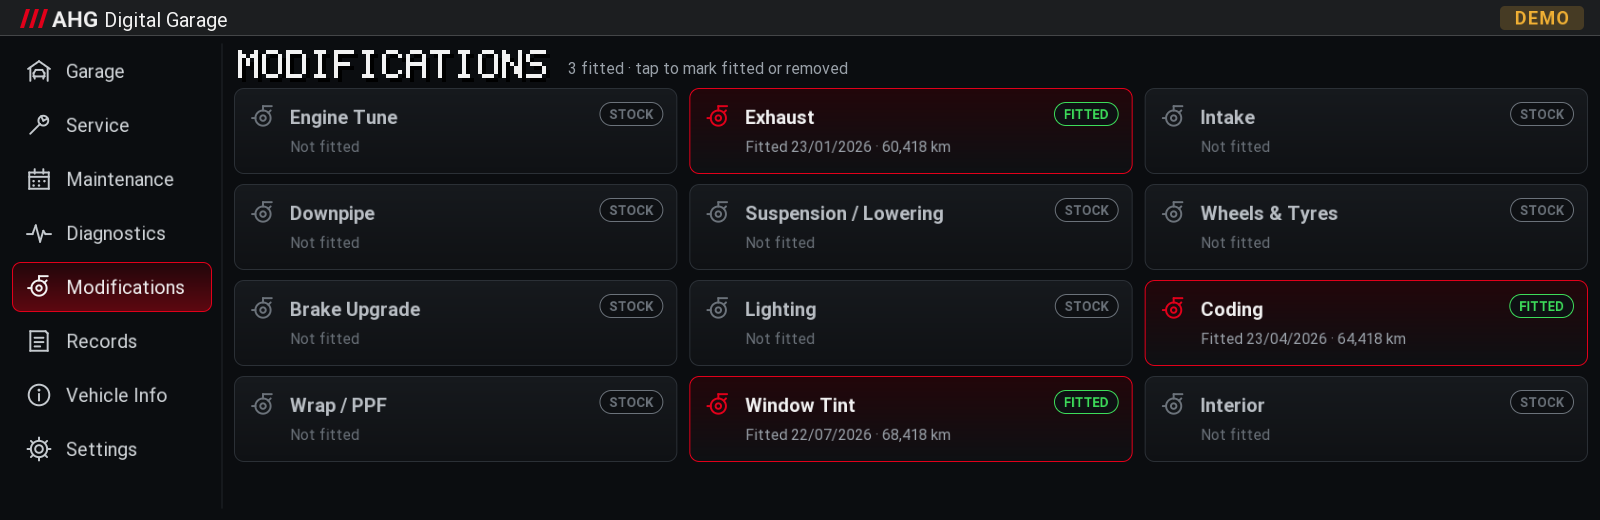 /// AHG Digital Garage
DEMO
Garage
Service
Maintenance
Diagnostics
Modifications
Records
Vehicle Info
Settings
MODIFICATIONS
3 fitted · tap to mark fitted or removed
Engine Tune
STOCK
Not fitted
Exhaust
FITTED
Fitted 23/01/2026 · 60,418 km
Intake
STOCK
Not fitted
Downpipe
STOCK
Not fitted
Suspension / Lowering
STOCK
Not fitted
Wheels & Tyres
STOCK
Not fitted
Brake Upgrade
STOCK
Not fitted
Lighting
STOCK
Not fitted
Coding
FITTED
Fitted 23/04/2026 · 64,418 km
Wrap / PPF
STOCK
Not fitted
Window Tint
FITTED
Fitted 22/07/2026 · 68,418 km
Interior
STOCK
Not fitted